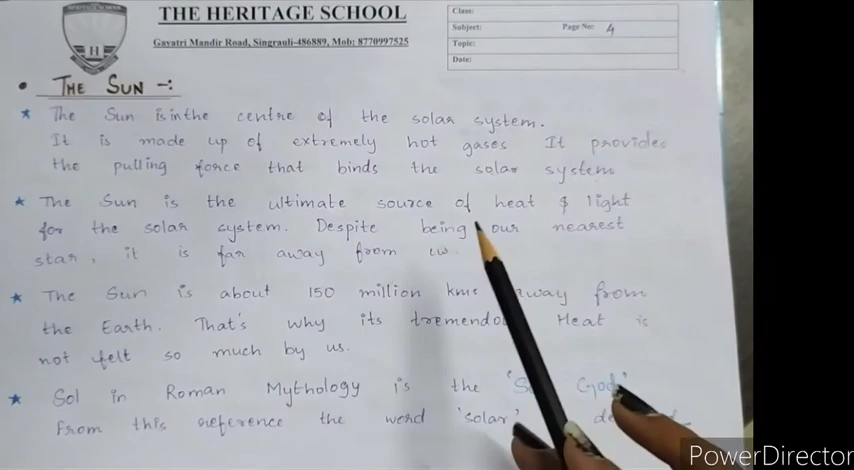 HERITAGE SCHOOL
H
THE HERITAGE SCHOOL
Gayatri Mandir Road, Singrauli-486889, Mob: 8770997525
Class:
Subject: Page No: 4
Topic:
Date:
• THE SUN -:
★ The Sun is in the centre of the solar system.
It is made up of extremely hot gases It provides
the pulling force that binds the solar system
★ The Sun is the ultimate source of heat & light
for the solar system. Despite being our nearest
star, it is far away from us.
★ The Sun is about 150 million kms away from
the Earth. That's why its Heat is
not felt so much by us.
★ Sol in Roman Mythology is the God'
From this reference the word 'solar'
PowerDirector